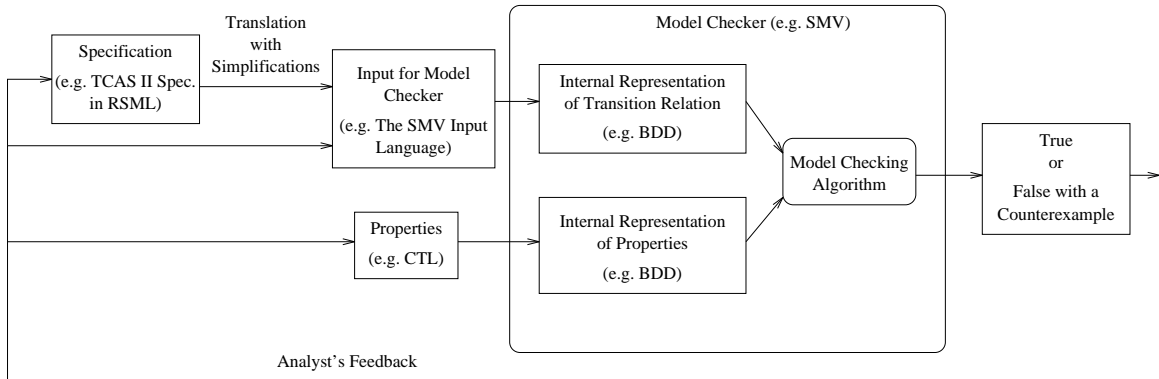 Model Checker (e.g. SMV)
Translation
with
Simplifications
Specification
(e.g. TCAS II Spec.
in RSML)
Input for Model
Checker
(e.g. The SMV Input
Language)
Internal Representation
of Transition Relation
(e.g. BDD)
Model Checking
Algorithm
True
or
False with a
Counterexample
Properties
(e.g. CTL)
Internal Representation
of Properties
(e.g. BDD)
Analyst's Feedback